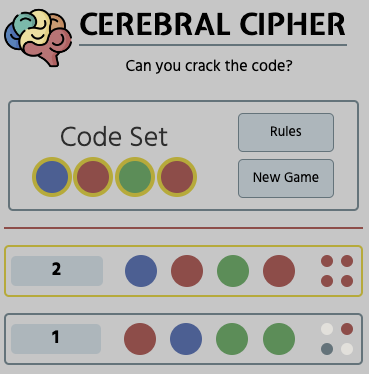 CEREBRAL CIPHER
Can you crack the code?
Code Set
Rules
New Game
2
1